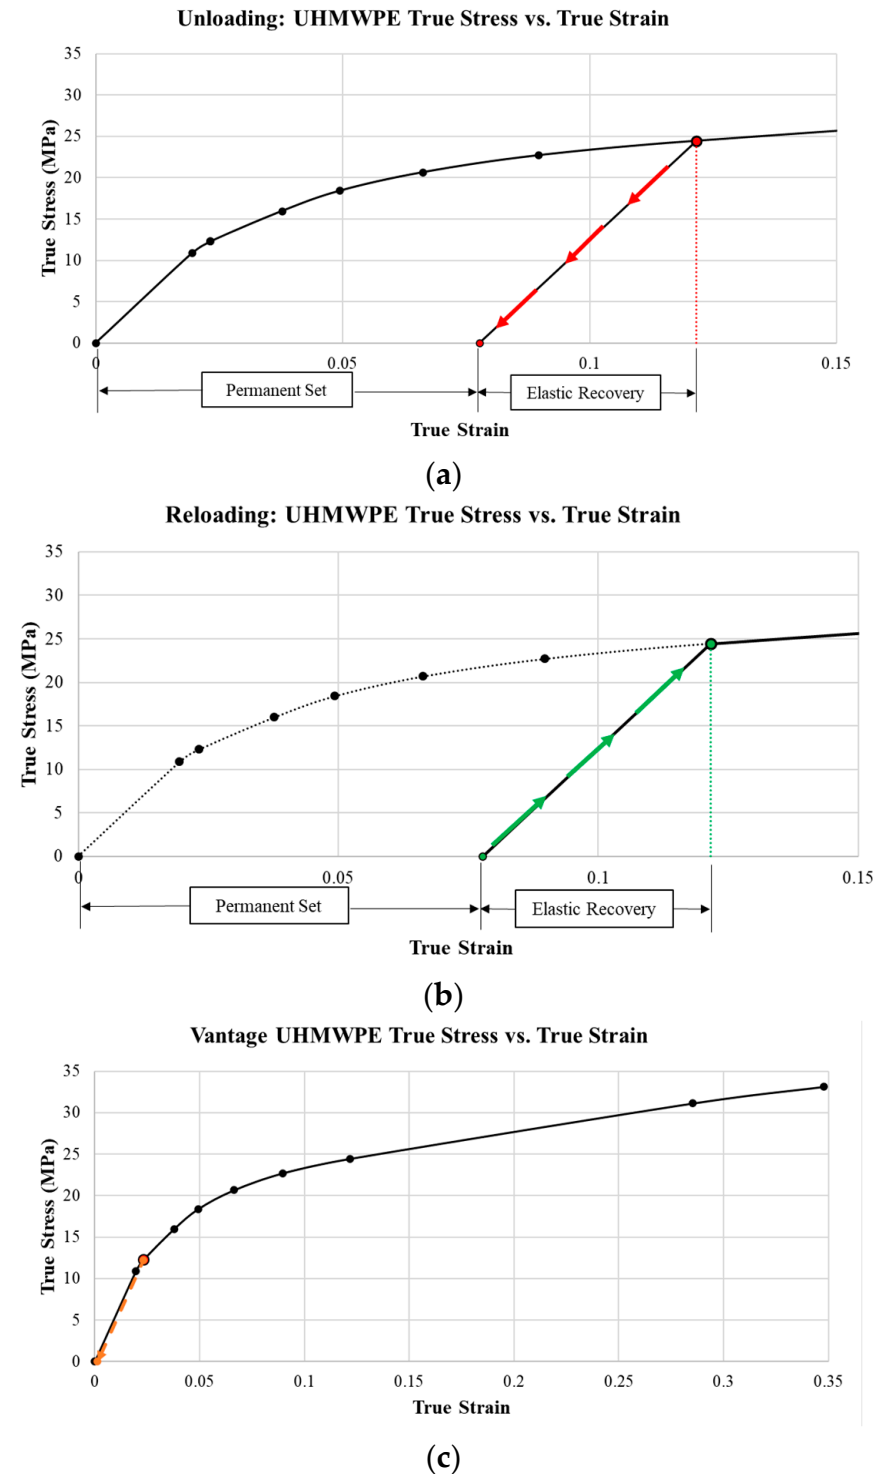 Unloading: UHMWPE True Stress vs. True Strain
35
30
25
20
15
10
5
0
True Stress (MPa)
0 0.05 0.1 0.15
Permanent Set
Elastic Recovery
True Strain
(a)
Reloading: UHMWPE True Stress vs. True Strain
35
30
25
20
15
10
5
0
True Stress (MPa)
0 0.05 0.1 0.15
Permanent Set
Elastic Recovery
True Strain
(b)
Vantage UHMWPE True Stress vs. True Strain
35
30
25
20
15
10
5
0
True Stress (MPa)
0 0.05 0.1 0.15 0.2 0.25 0.3 0.35
True Strain
(c)